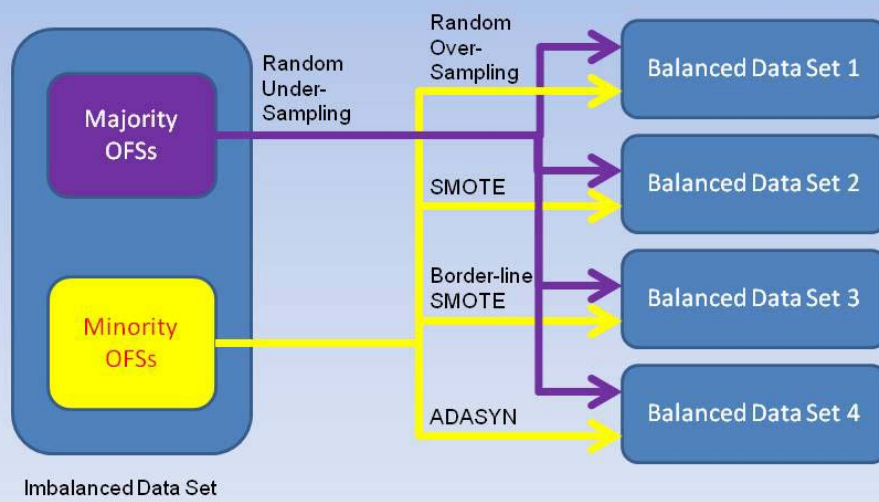 Random
Under-
Sampling
Random
Over-
Sampling
Majority
OFSs
SMOTE
Border-line
SMOTE
Minority
OFSs
ADASYN
Balanced Data Set 1
Balanced Data Set 2
Balanced Data Set 3
Balanced Data Set 4
Imbalanced Data Set